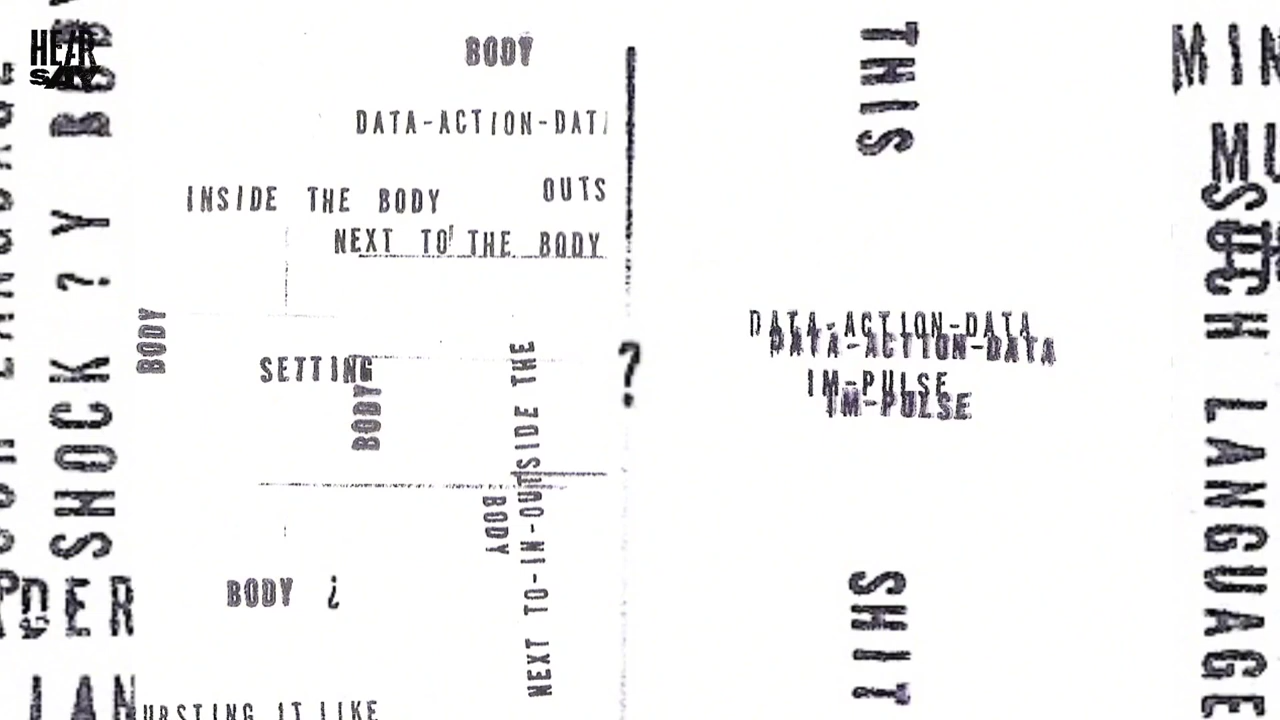 HEAR
SAY
BODY
DATA-ACTION-DAT
INSIDE THE BODY
OUTS
NEXT TO THE BODY
BODY
SETTING
BODY
NEXT TO-IN-OUTSIDE THE
BODY
BODY ¿
URSTING IT LIKE
SHOCK ? Y
DER
LAN
?
THIS
DATA-ACTION-DATA
DATA-ACTION-DATA
IM-PULSE
IM-PULSE
SHIT
MIN
MU
SUCH LANGUAGE